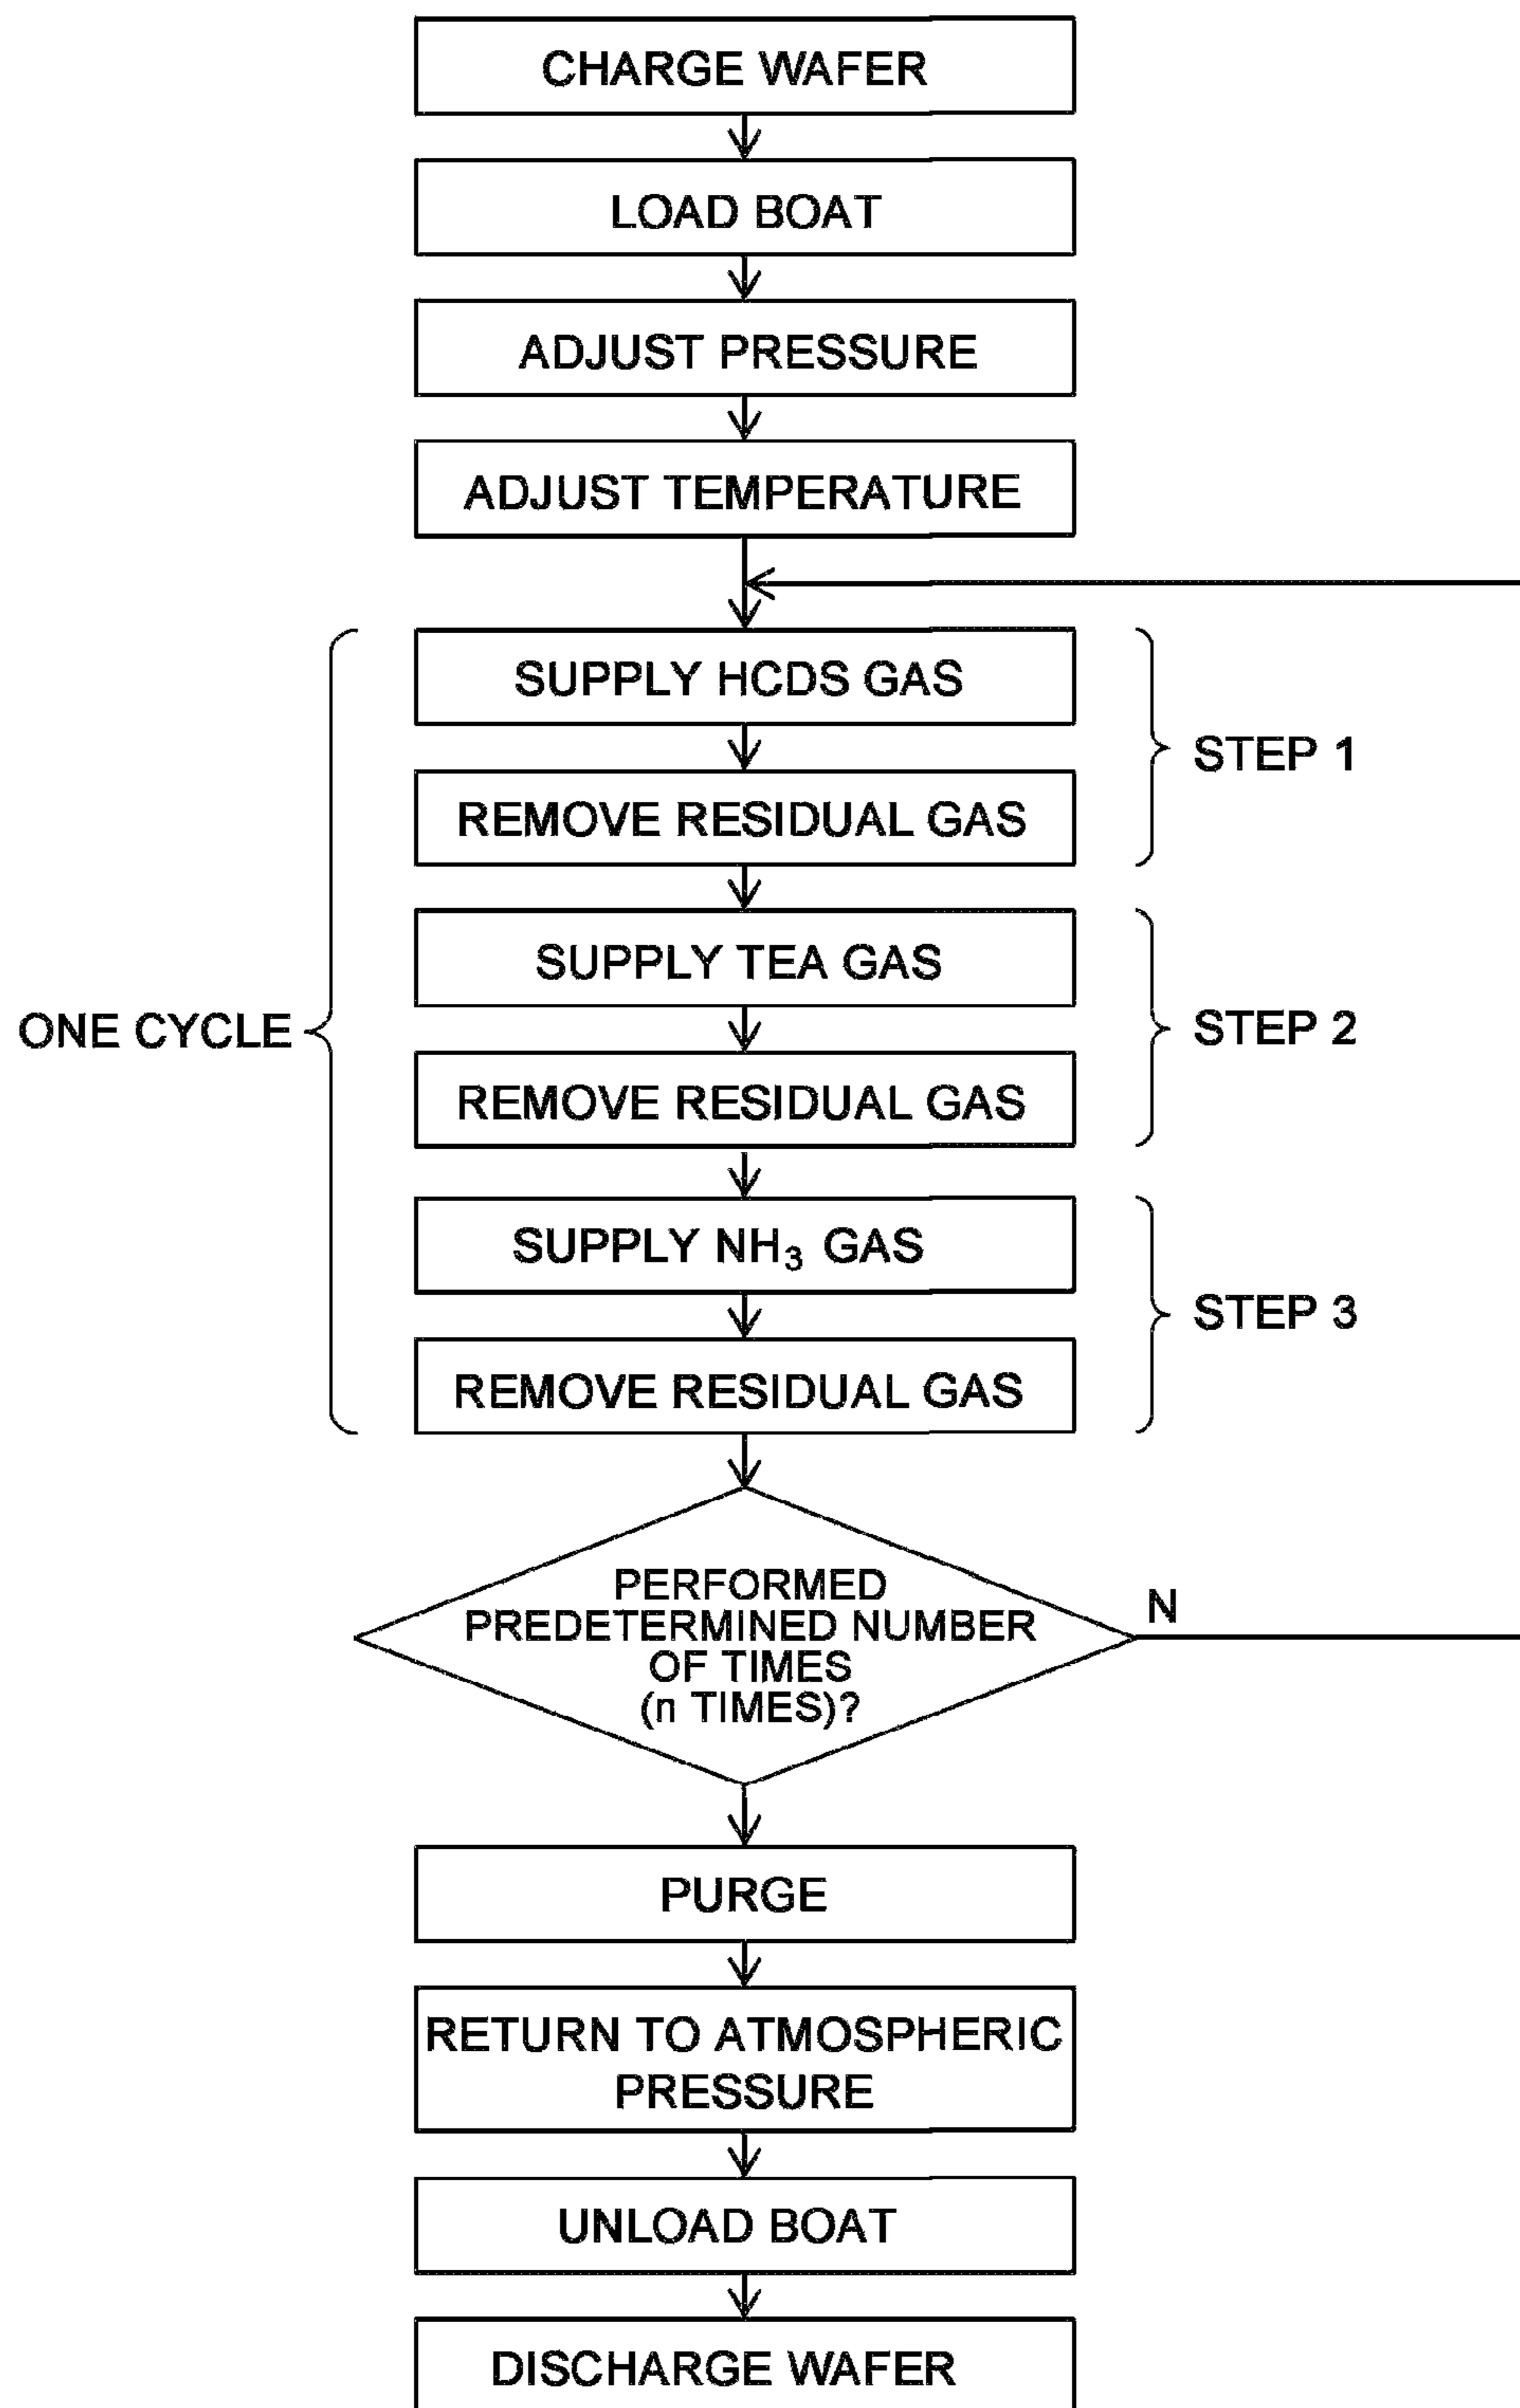 CHARGE WAFER
LOAD BOAT
ADJUST PRESSURE
ADJUST TEMPERATURE
SUPPLY HCDS GAS
STEP 1
REMOVE RESIDUAL GAS
SUPPLY TEA GAS
ONE CYCLE
STEP 2
REMOVE RESIDUAL GAS
SUPPLY NH₃ GAS
STEP 3
REMOVE RESIDUAL GAS
PERFORMED
N
PREDETERMINED NUMBER
OF TIMES
(n TIMES)?
PURGE
RETURN TO ATMOSPHERIC
PRESSURE
UNLOAD BOAT
DISCHARGE WAFER